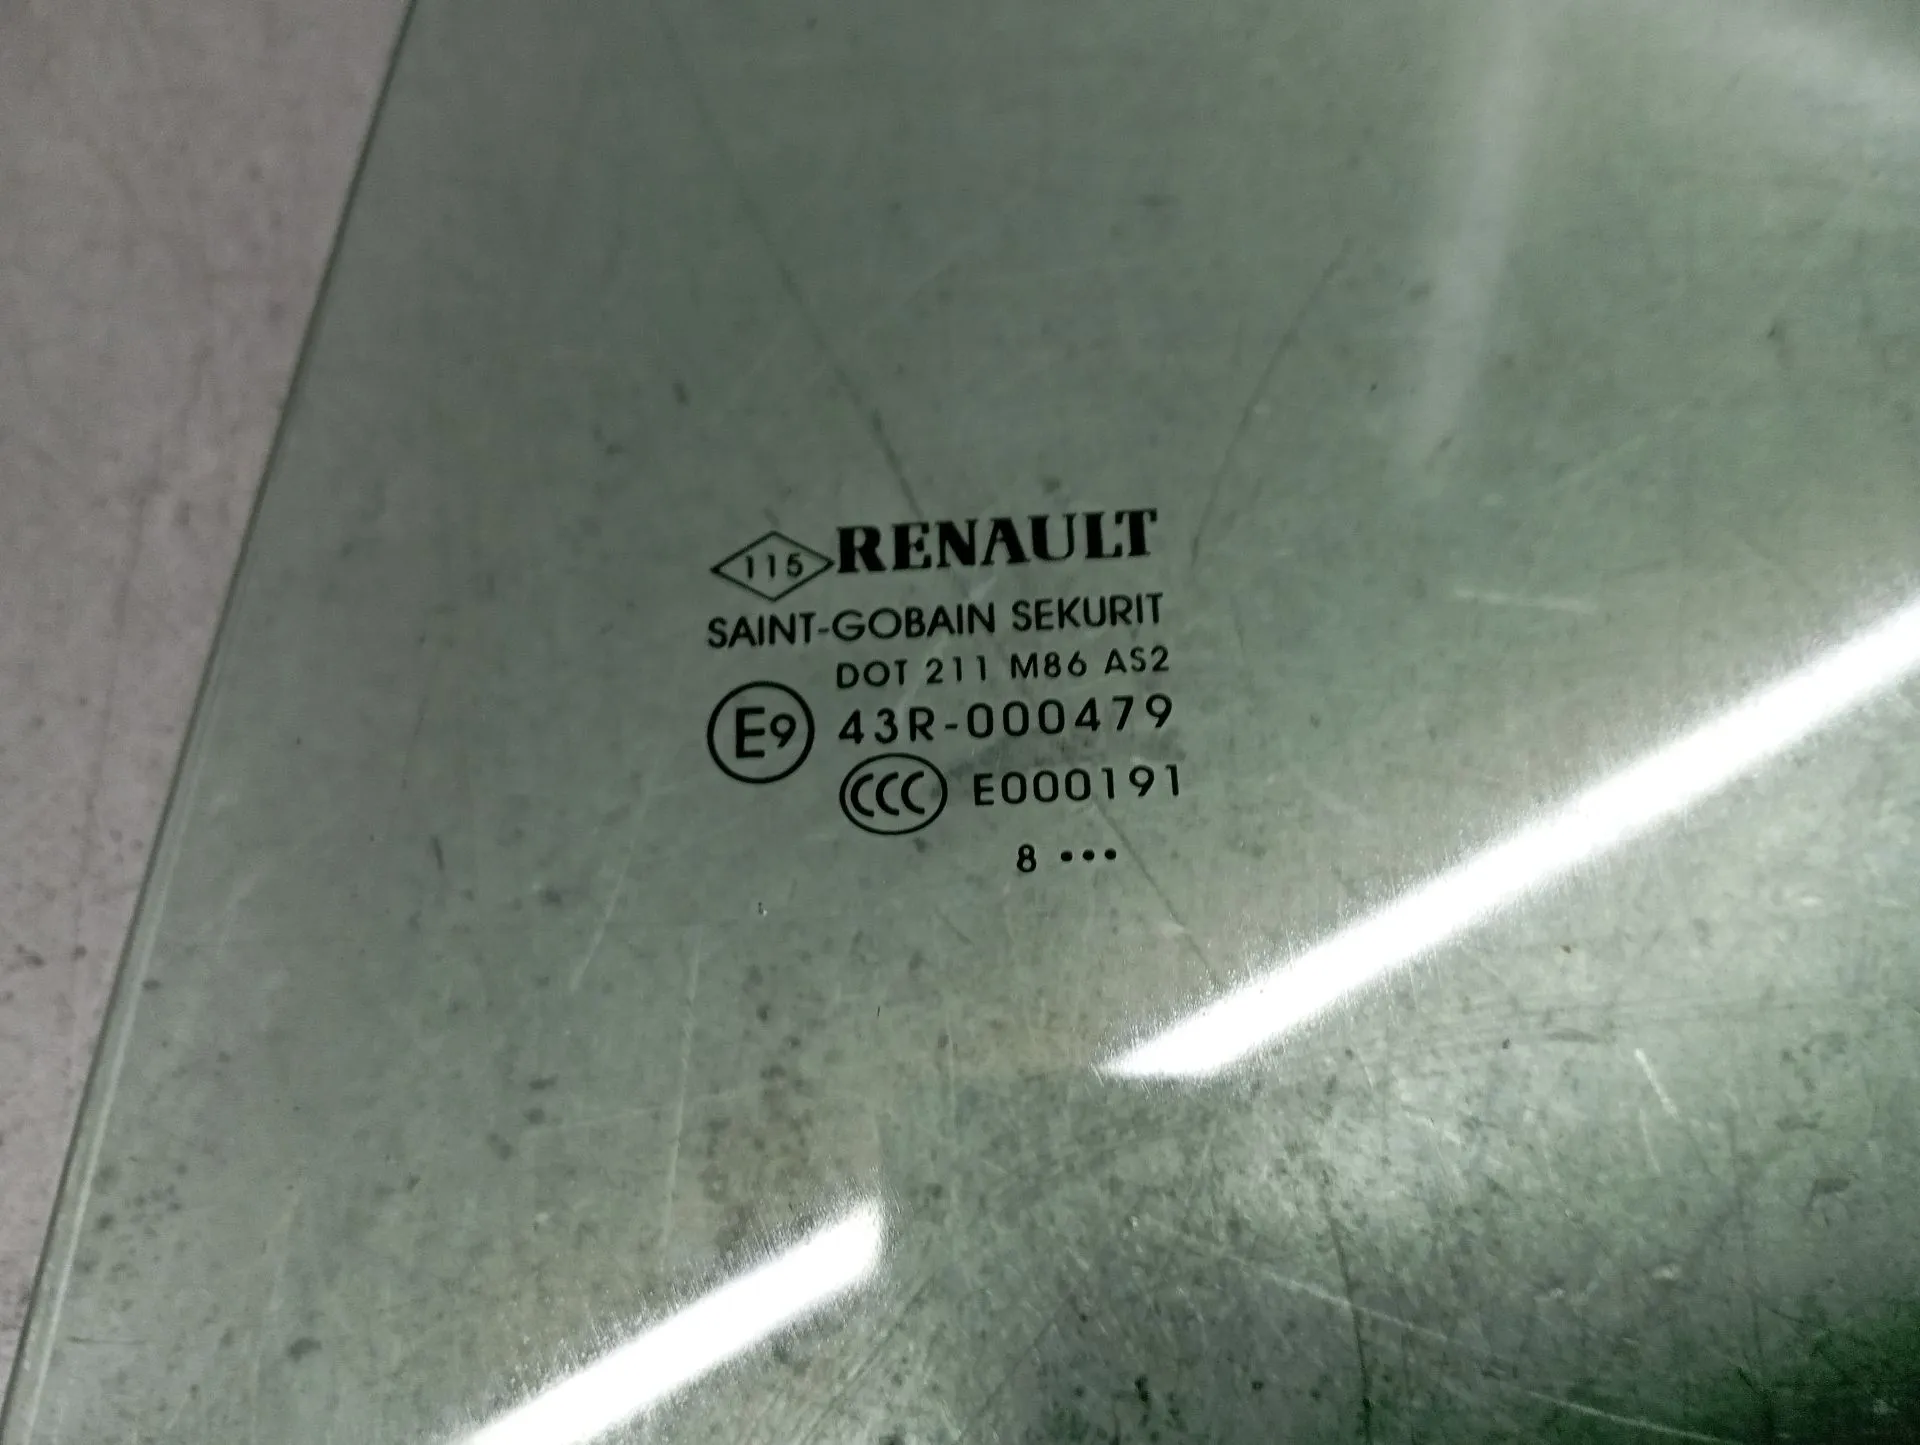 115 RENAULT
SAINT-GOBAIN SEKURIT
DOT 211 M86 AS2
E9 43R-000479
CCC E000191
8 •••